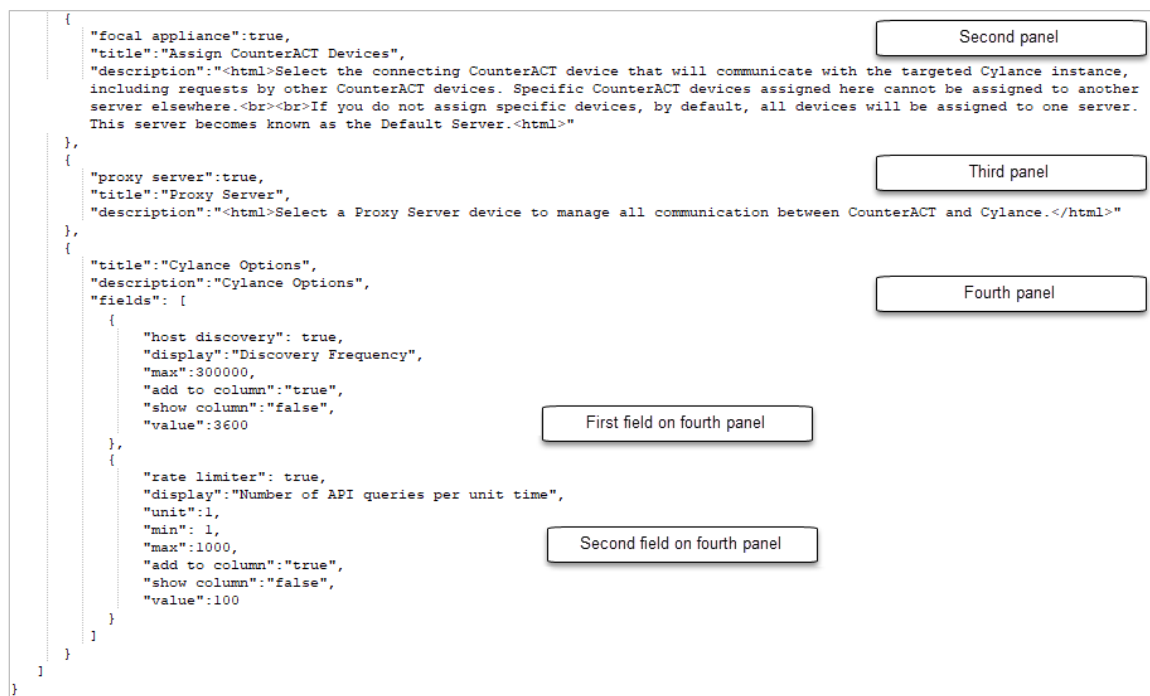 {
"focal appliance":true,
Second panel
"title":"Assign CounterACT Devices",
"description":"<html>Select the connecting CounterACT device that will communicate with the targeted Cylance instance,
including requests by other CounterACT devices. Specific CounterACT devices assigned here cannot be assigned to another
server elsewhere.<br><br>If you do not assign specific devices, by default, all devices will be assigned to one server.
This server becomes known as the Default Server.<html>"
},
{
Third panel
"proxy server":true,
"title":"Proxy Server",
"description":"<html>Select a Proxy Server device to manage all communication between CounterACT and Cylance.</html>"
},
{
"title":"Cylance Options",
"description":"Cylance Options",
Fourth panel
"fields": [
{
"host discovery": true,
"display":"Discovery Frequency",
"max":300000,
"add to column":"true",
"show column":"false",
First field on fourth panel
"value":3600
},
{
"rate limiter": true,
"display":"Number of API queries per unit time",
"unit":1,
"min": 1,
Second field on fourth panel
"max":1000,
"add to column":"true",
"show column":"false",
"value":100
}
]
}
]
}